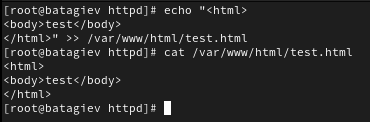 [root@batagiev httpd]# echo "<html>
<body>test</body>
</html>" >> /var/www/html/test.html
[root@batagiev httpd]# cat /var/www/html/test.html
<html>
<body>test</body>
</html>
[root@batagiev httpd]#